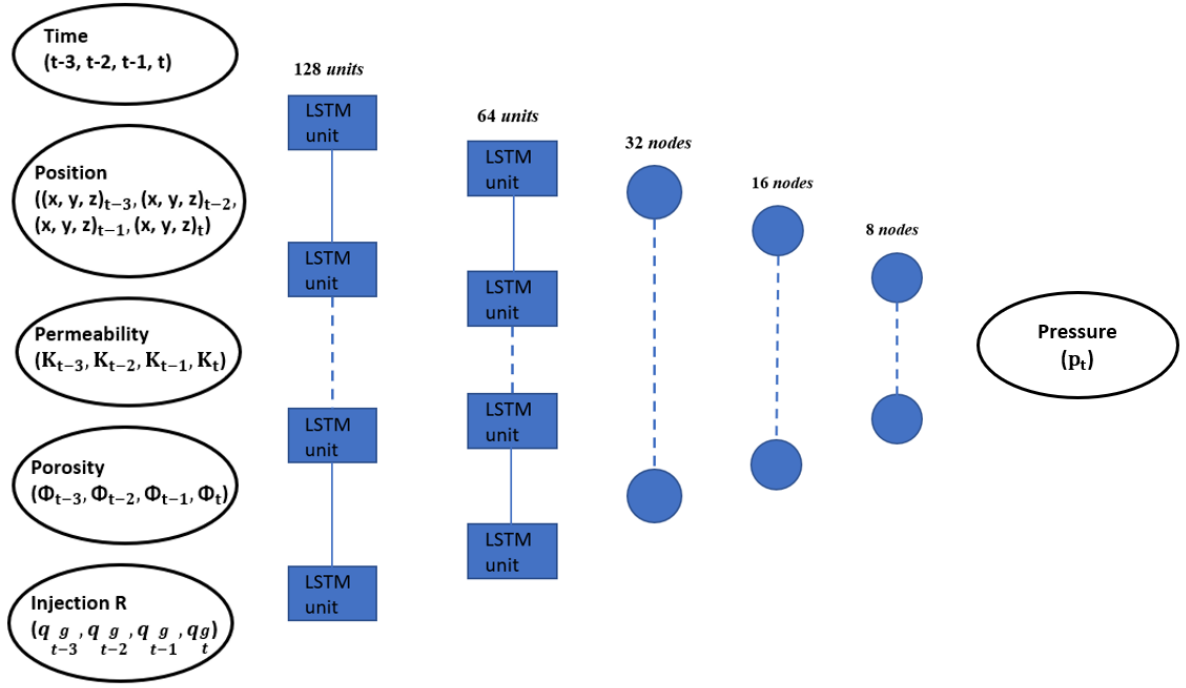 Time
(t-3, t-2, t-1, t)
Position
((x, y, z)t−3, (x, y, z)t−2,
(x, y, z)t−1, (x, y, z)t)
Permeability
(Kt−3, Kt−2, Kt−1, Kt)
Porosity
(Φt−3, Φt−2, Φt−1, Φt)
Injection R
(q g t−3, q g t−2, q g t−1, qg t)
128 units
LSTM
unit
LSTM
unit
LSTM
unit
LSTM
unit
64 units
LSTM
unit
LSTM
unit
LSTM
unit
LSTM
unit
32 nodes
16 nodes
8 nodes
Pressure
(pt)